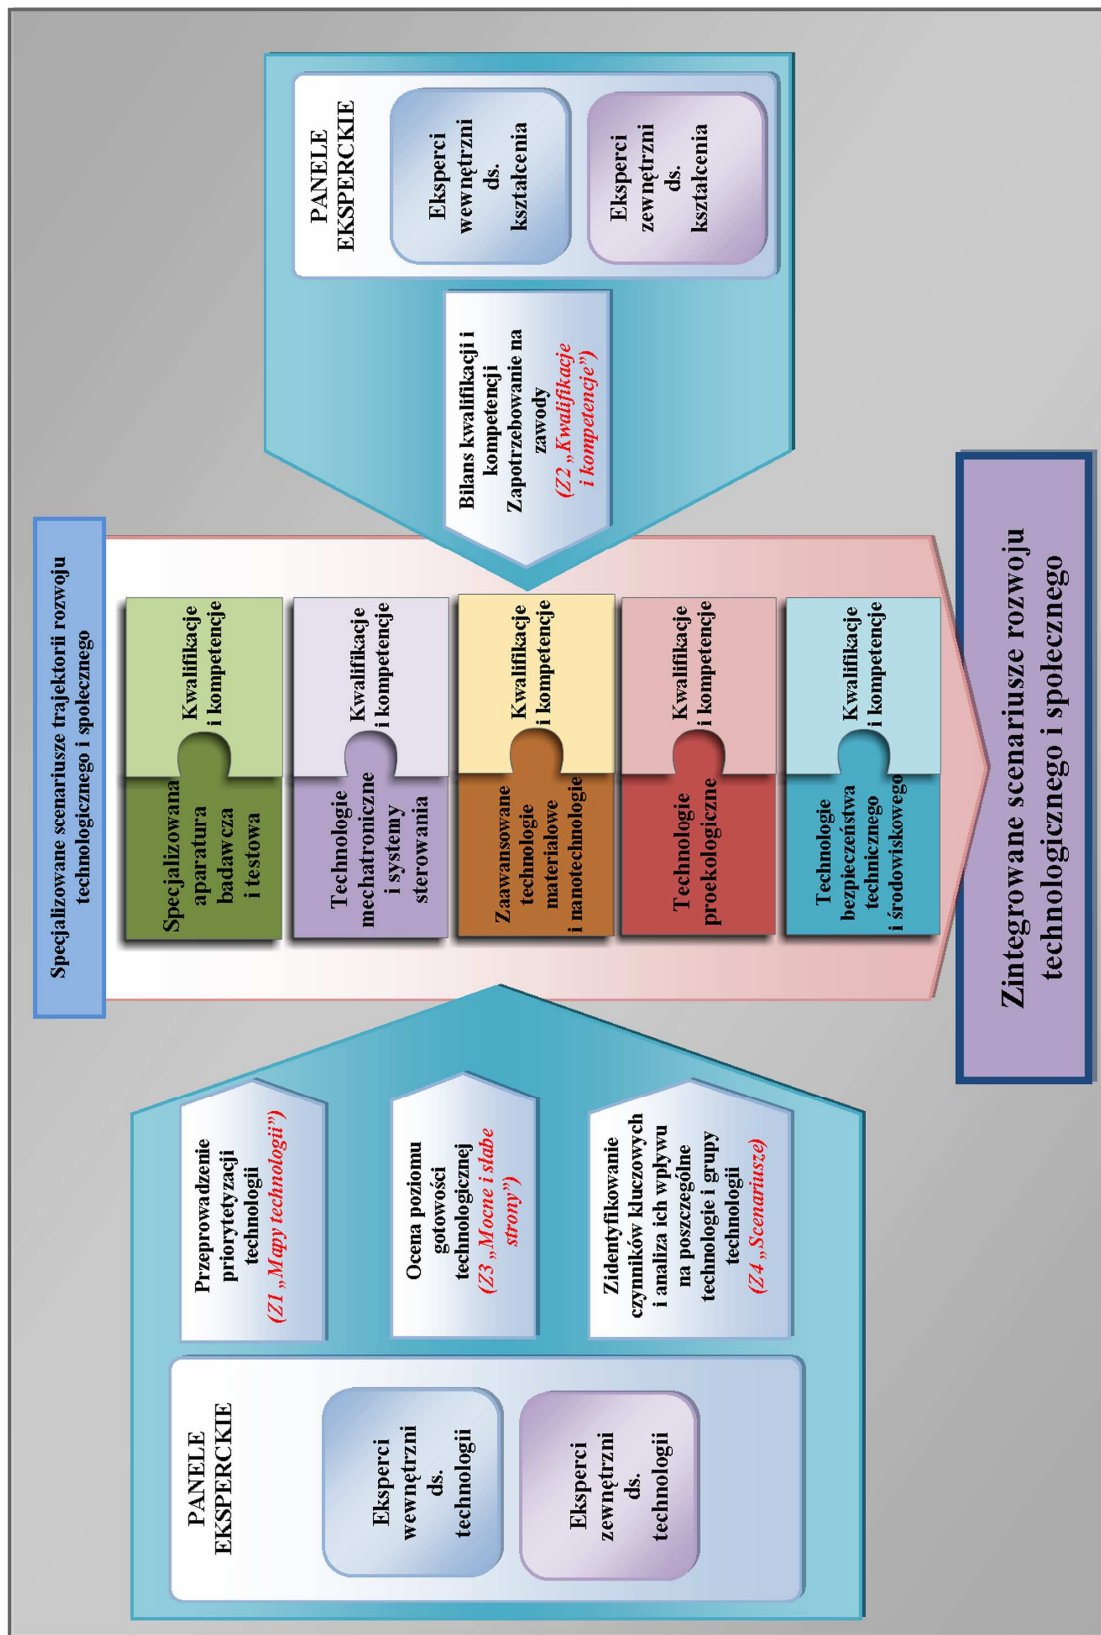 Specjalizowane scenariusze trajektorii rozwoju
technologicznego i społecznego
PANELE
EKSPERCKIE
Eksperci
wewnętrzni
ds.
technologii
Eksperci
zewnętrzni
ds.
technologii
Przeprowadzenie
priorytetyzacji
technologii
(Z1 „Mapy technologii”)
Ocena poziomu
gotowości
technologicznej
(Z3 „Mocne i słabe
strony”)
Zidentyfikowanie
czynników kluczowych
i analiza ich wpływu
na poszczególne
technologie i grupy
technologii
(Z4 „Scenariusze)
Specjalizowana
aparatura
badawcza
i testowa
Kwalifikacje
i kompetencje
Technologie
mechatroniczne
i systemy
sterowania
Kwalifikacje
i kompetencje
Zaawansowane
technologie
materiałowe
i nanotechnologie
Kwalifikacje
i kompetencje
Technologie
proekologiczne
Kwalifikacje
i kompetencje
Technologie
bezpieczeństwa
technicznego
i środowiskowego
Kwalifikacje
i kompetencje
Bilans kwalifikacji i
kompetencji
Zapotrzebowanie na
zawody
(Z2 „Kwalifikacje
i kompetencje”)
PANELE
EKSPERCKIE
Eksperci
wewnętrzni
ds.
kształcenia
Eksperci
zewnętrzni
ds.
kształcenia
Zintegrowane scenariusze rozwoju
technologicznego i społecznego